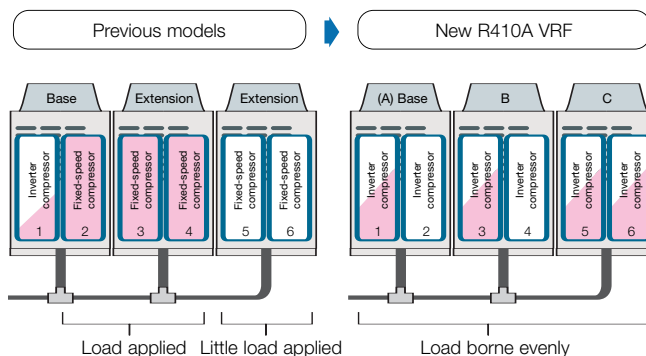 Previous models
New R410A VRF
Base
Extension
Extension
(A) Base
B
C
Inverter
compressor
1
Fixed-speed
compressor
2
Fixed-speed
compressor
3
Fixed-speed
compressor
4
Fixed-speed
compressor
5
Fixed-speed
compressor
6
Inverter
compressor
1
Inverter
compressor
2
Inverter
compressor
3
Inverter
compressor
4
Inverter
compressor
5
Inverter
compressor
6
Load applied
Little load applied
Load borne evenly